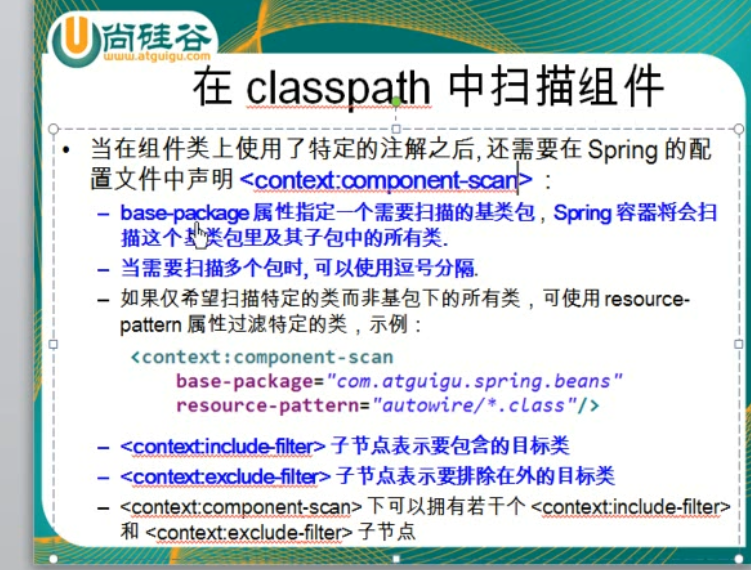 尚硅谷
www.atguigu.com
在 classpath 中扫描组件
• 当在组件类上使用了特定的注解之后, 还需要在 Spring 的配
置文件中声明 <context:component-scan> ：
– base-package 属性指定一个需要扫描的基类包，Spring 容器将会扫
描这个基类包里及其子包中的所有类.
– 当需要扫描多个包时, 可以使用逗号分隔.
– 如果仅希望扫描特定的类而非基包下的所有类，可使用 resource-
pattern 属性过滤特定的类，示例：
<context:component-scan
base-package="com.atguigu.spring.beans"
resource-pattern="autowire/*.class"/>
– <context:include-filter> 子节点表示要包含的目标类
– <context:exclude-filter> 子节点表示要排除在外的目标类
– <context:component-scan> 下可以拥有若干个 <context:include-filter>
和 <context:exclude-filter> 子节点